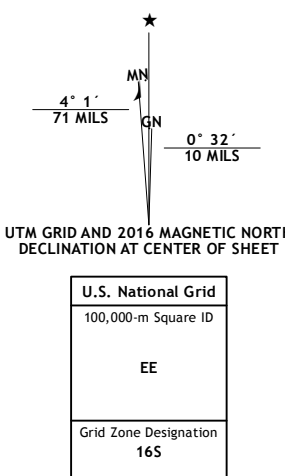 ★
MN
4° 1´
71 MILS
GN
0° 32´
10 MILS
UTM GRID AND 2016 MAGNETIC NORTH
DECLINATION AT CENTER OF SHEET
U.S. National Grid
100,000-m Square ID
EE
Grid Zone Designation
16S